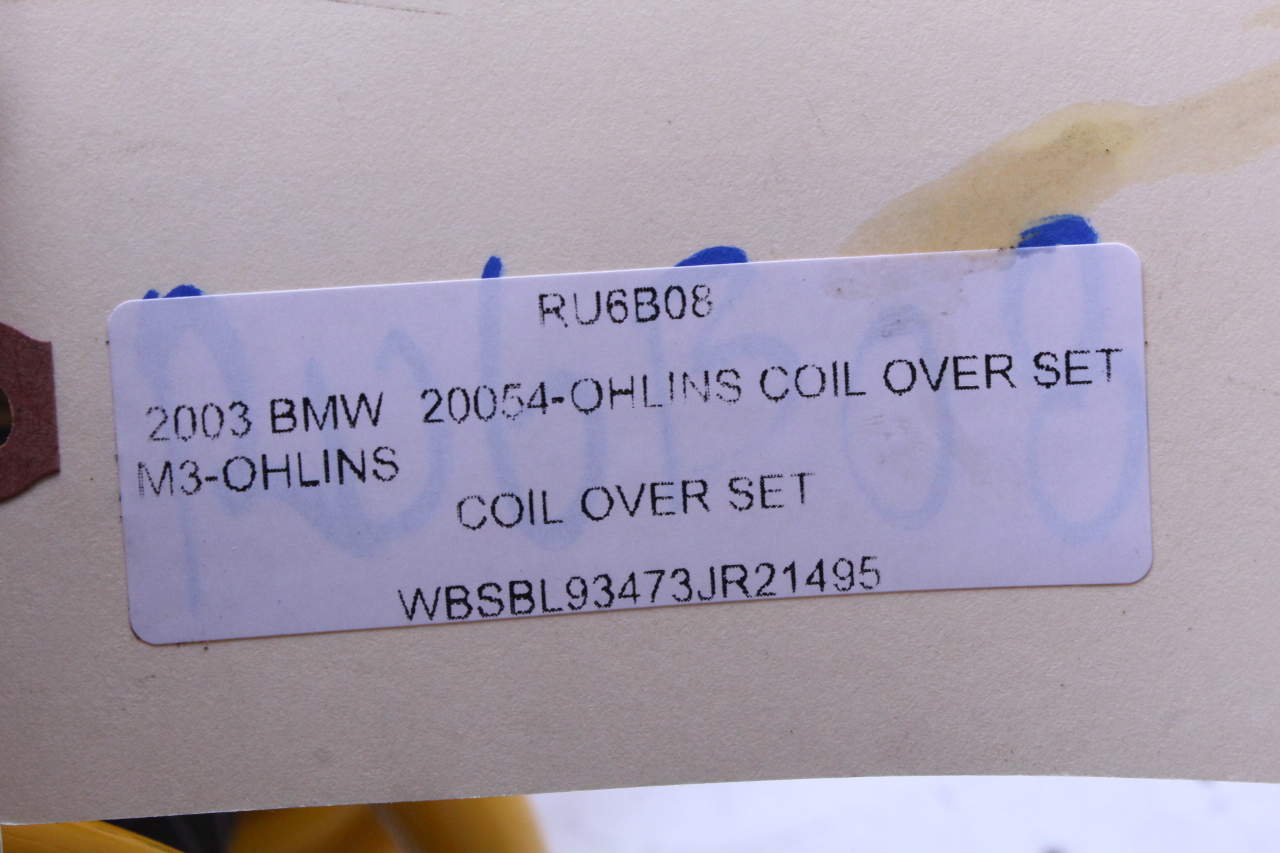 RU6B08
2003 BMW 20054-OHLINS COIL OVER SET
M3-OHLINS
COIL OVER SET
WBSBL93473JR21495